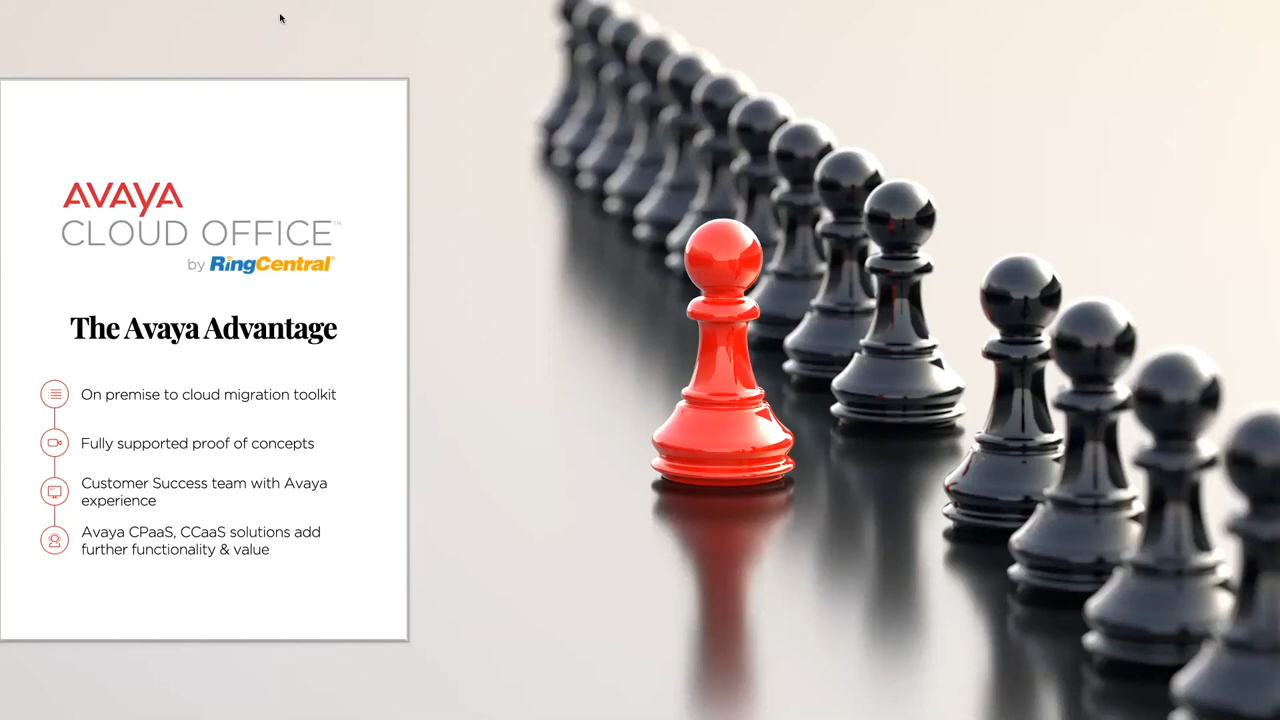 AVAYA
CLOUD OFFICE™
by RingCentral®
The Avaya Advantage
On premise to cloud migration toolkit
Fully supported proof of concepts
Customer Success team with Avaya
experience
Avaya CPaaS, CCaaS solutions add
further functionality & value